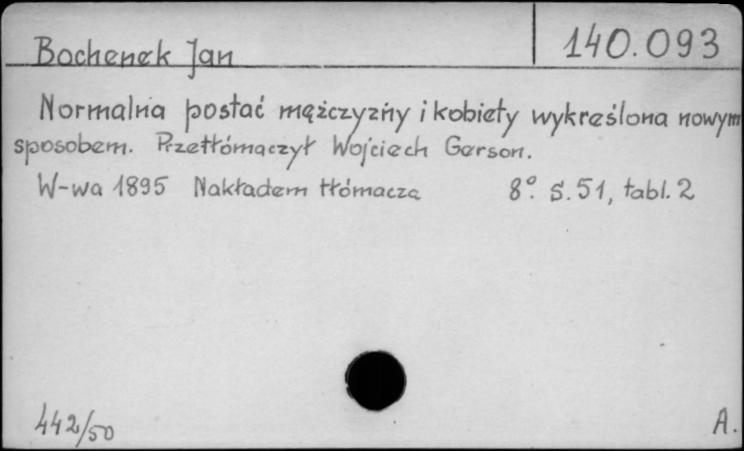 Bochenek Jan
140.093
Normalna postać mężczyzny i kobiety wykreślona nowym
sposobem. Przetłómaczył Wojciech Gerson.
W-wa 1895 Nakładem tłómacza 8° S. 51, tabl. 2
442/50
A.